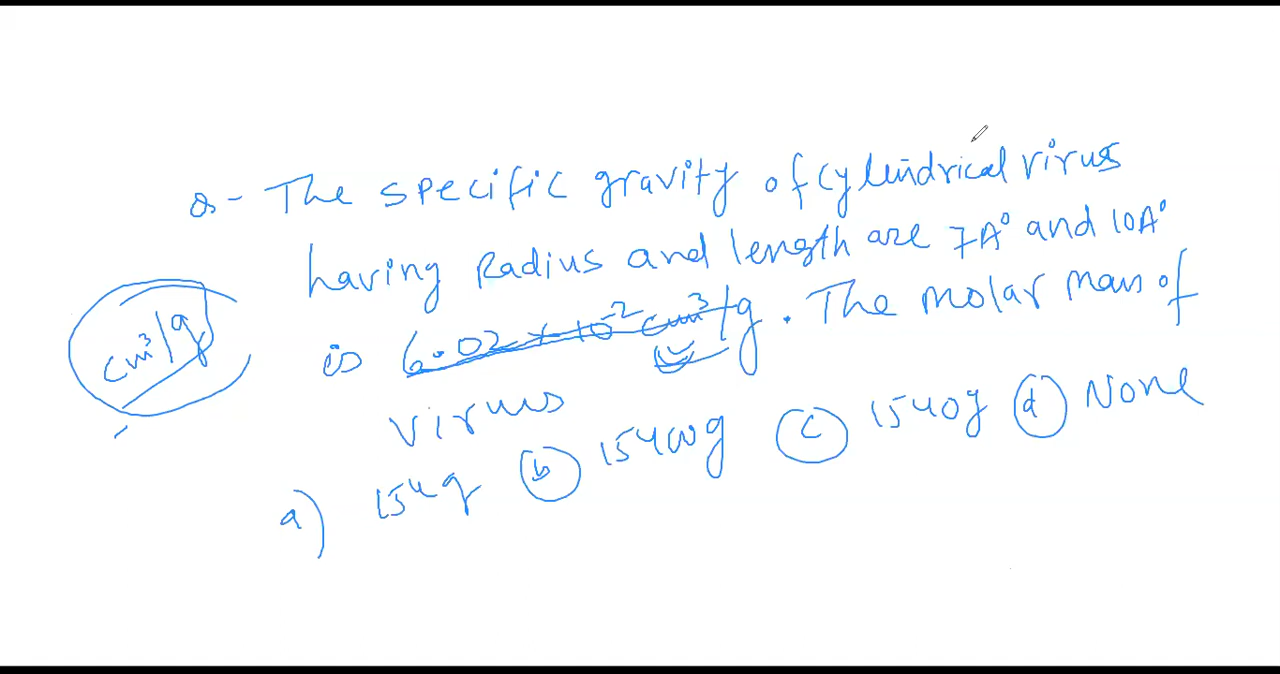 Q- The specific gravity of cylindrical virus
having Radius and length are 7A° and 10A°
is 6.02 × 10⁻² cm³/g. The molar mass of
virus
a) 154g (b) 15400g (c) 1540g (d) None
cm³/g